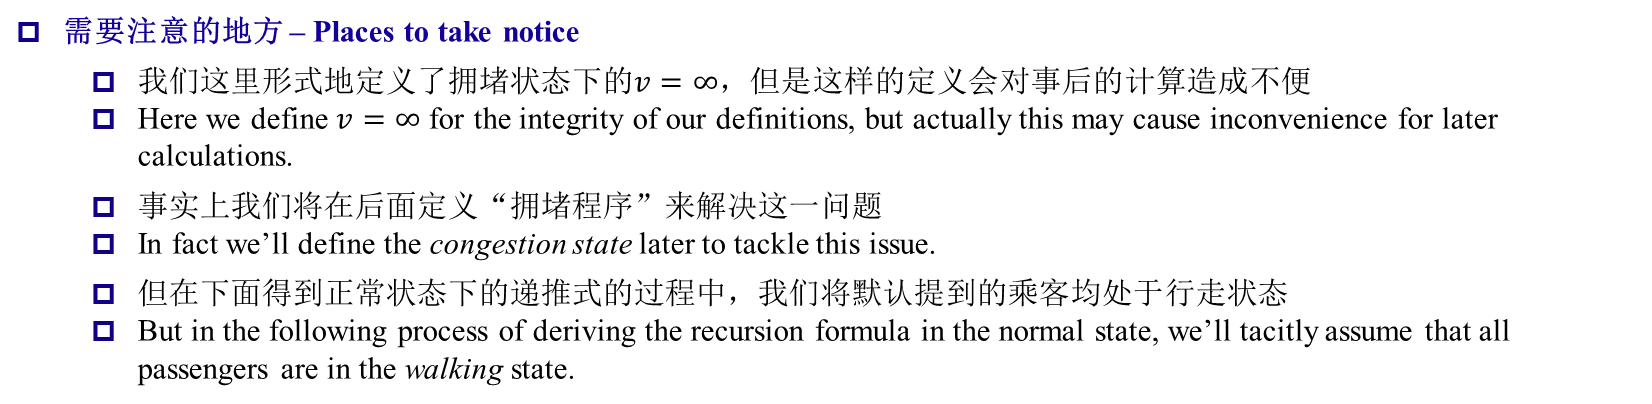 需要注意的地方 – Places to take notice
我们这里形式地定义了拥堵状态下的v = ∞，但是这样的定义会对事后的计算造成不便
Here we define v = ∞ for the integrity of our definitions, but actually this may cause inconvenience for later
calculations.
事实上我们将在后面定义“拥堵程序”来解决这一问题
In fact we’ll define the congestion state later to tackle this issue.
但在下面得到正常状态下的递推式的过程中，我们将默认提到的乘客均处于行走状态
But in the following process of deriving the recursion formula in the normal state, we’ll tacitly assume that all
passengers are in the walking state.